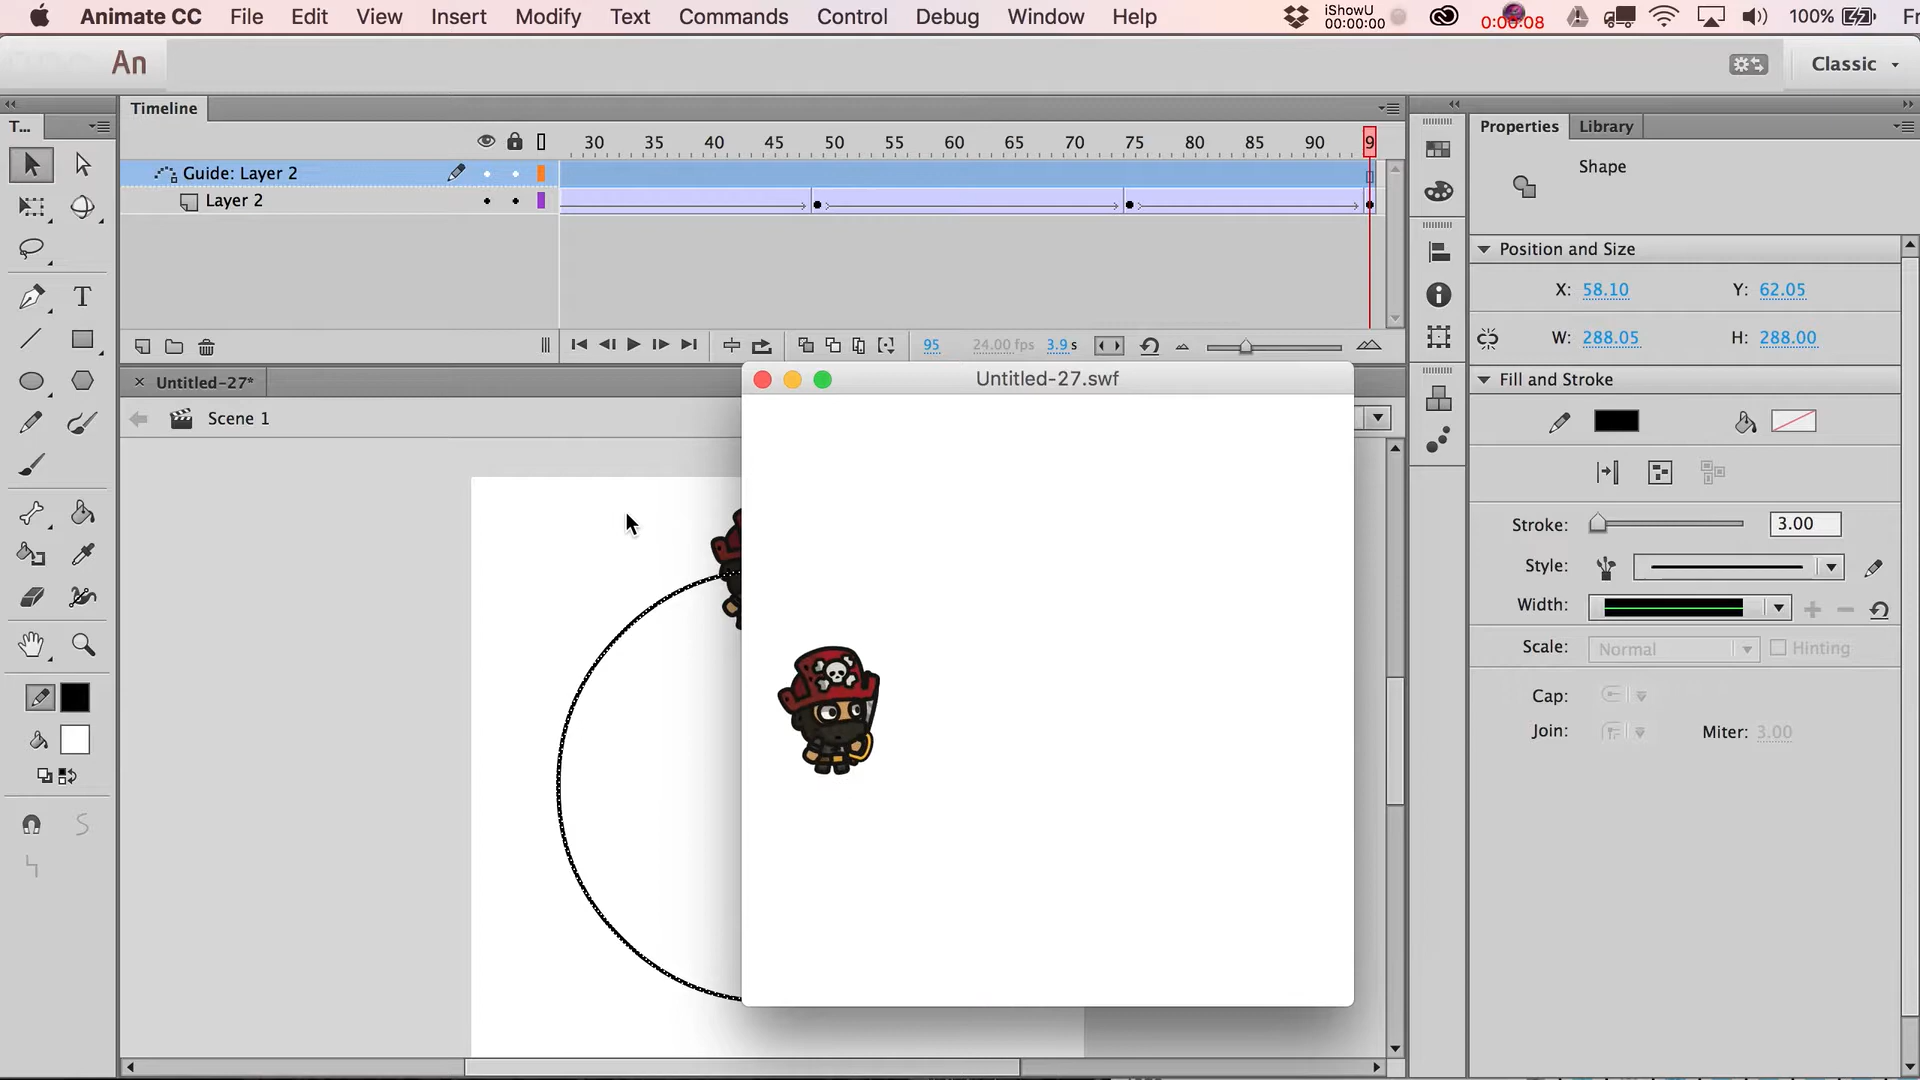 Animate CC File Edit View Insert Modify Text Commands Control Debug Window Help iShowU 00:00:00 0:00:08 100% Fr
An Classic
Timeline
T...
30 35 40 45 50 55 60 65 70 75 80 85 90 9
Guide: Layer 2
Layer 2
95 24.00 fps 3.9 s
Untitled-27*
Scene 1
Untitled-27.swf
Properties Library
Shape
Position and Size
X: 58.10 Y: 62.05
W: 288.05 H: 288.00
Fill and Stroke
Stroke: 3.00
Style:
Width:
Scale: Normal Hinting
Cap:
Join: Miter: 3.00